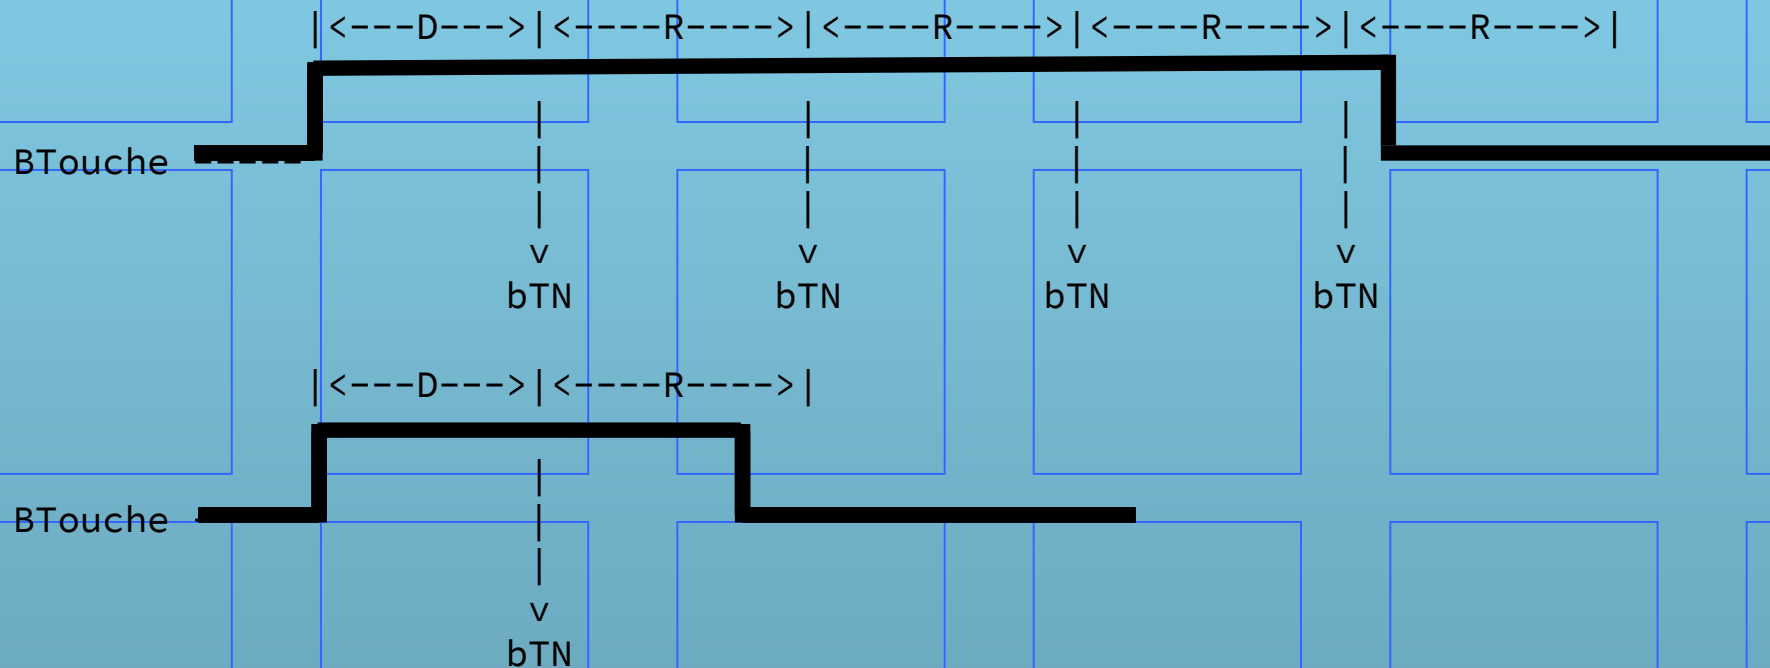 |<---D--->|<----R---->|<----R---->|<----R---->|<----R---->|
| | | |
BTouche
| | | |
| | | |
v v v v
bTN bTN bTN bTN
|<---D--->|<----R---->|
|
BTouche
|
|
v
bTN